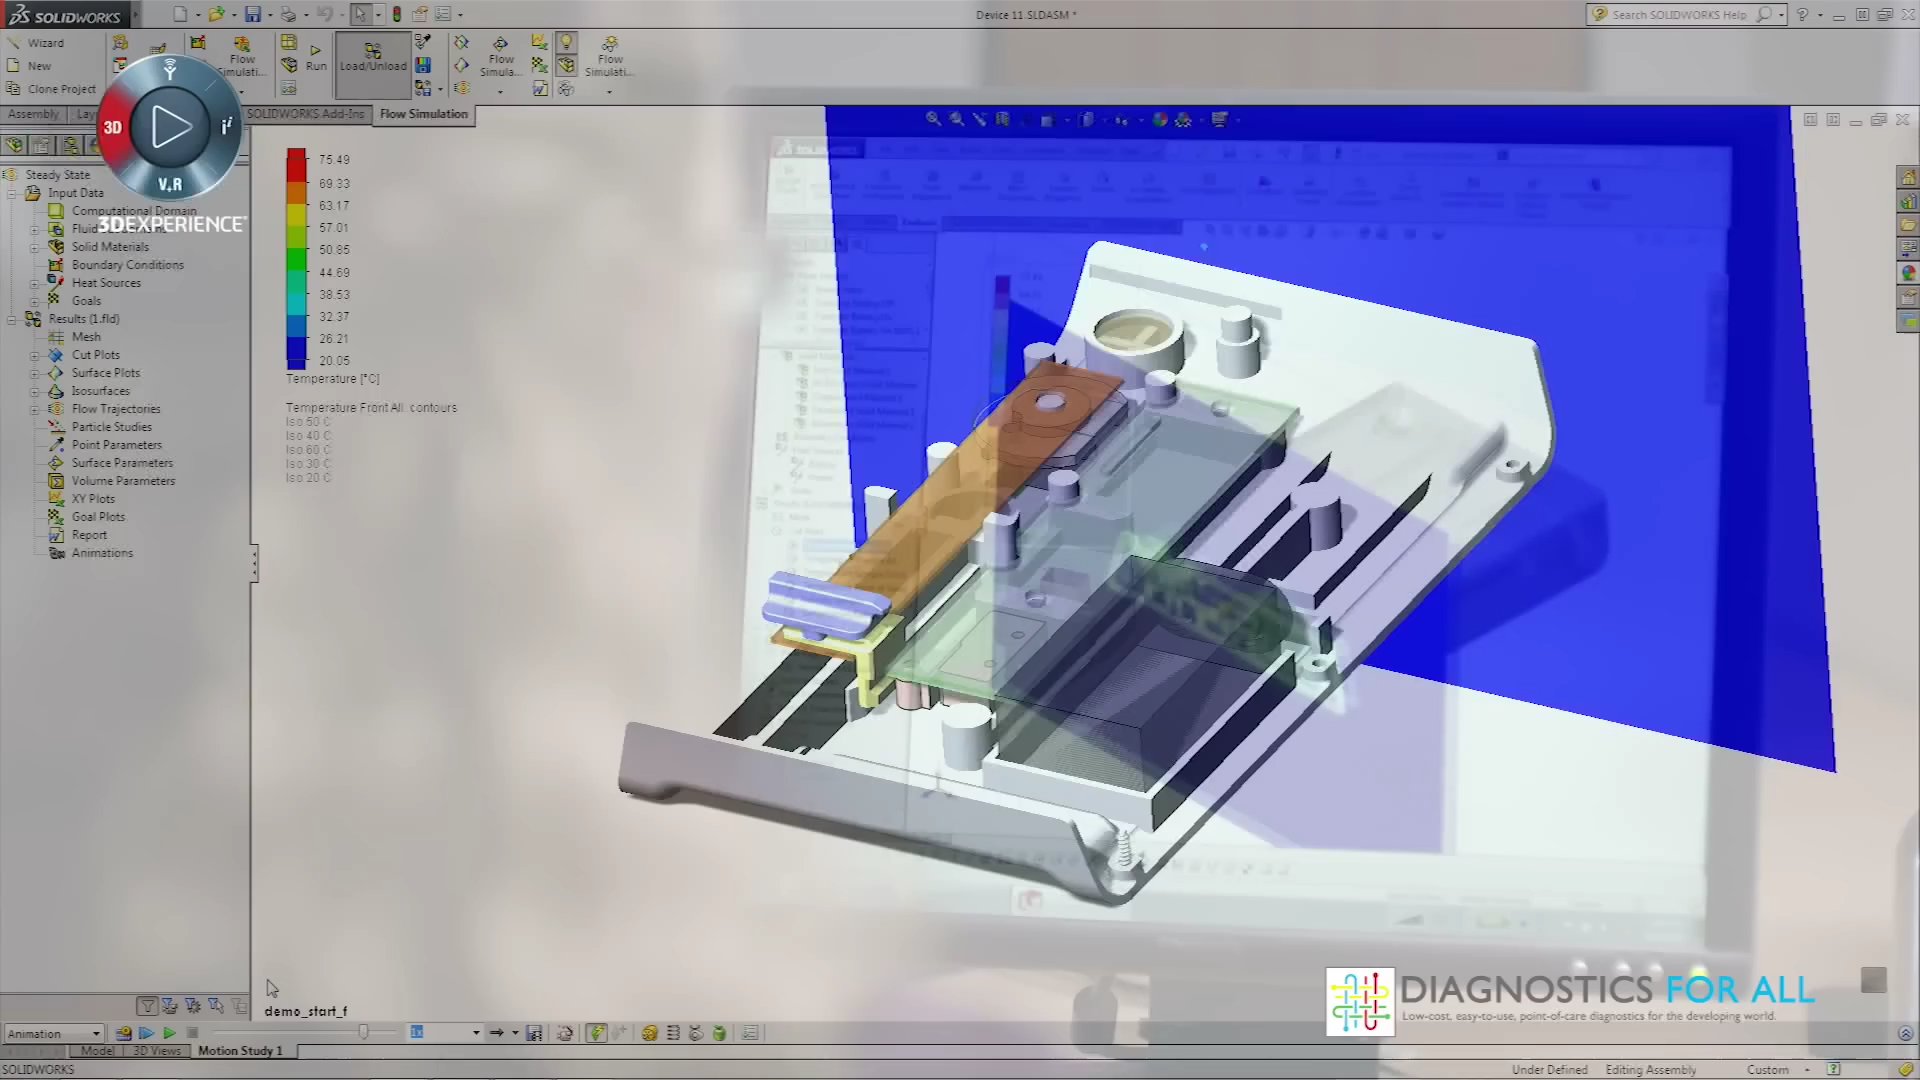 SOLIDWORKS
Device 11.SLDASM *
Search SOLIDWORKS Help
Wizard
New
Clone Project
Flow
Simulati...
Run
Load/Unload
Flow
Simula...
Flow
Simulati...
Assembly
SOLIDWORKS Add-Ins
Flow Simulation
3D
V,R
3DEXPERIENCE
Steady State
Input Data
Computational Domain
Solid Materials
Boundary Conditions
Heat Sources
Goals
Results (1.fld)
Mesh
Cut Plots
Surface Plots
Isosurfaces
Flow Trajectories
Particle Studies
Point Parameters
Surface Parameters
Volume Parameters
XY Plots
Goal Plots
Report
Animations
75.49
69.33
63.17
57.01
50.85
44.69
38.53
32.37
26.21
20.05
Temperature [°C]
Temperature Front All contours
Iso 50 C
Iso 40 C
Iso 60 C
Iso 30 C
Iso 20 C
demo_start_f
DIAGNOSTICS FOR ALL
Low-cost, easy-to-use, point-of-care diagnostics for the developing world.
Animation
Model
3D Views
Motion Study 1
SOLIDWORKS
Under Defined
Editing Assembly
Custom